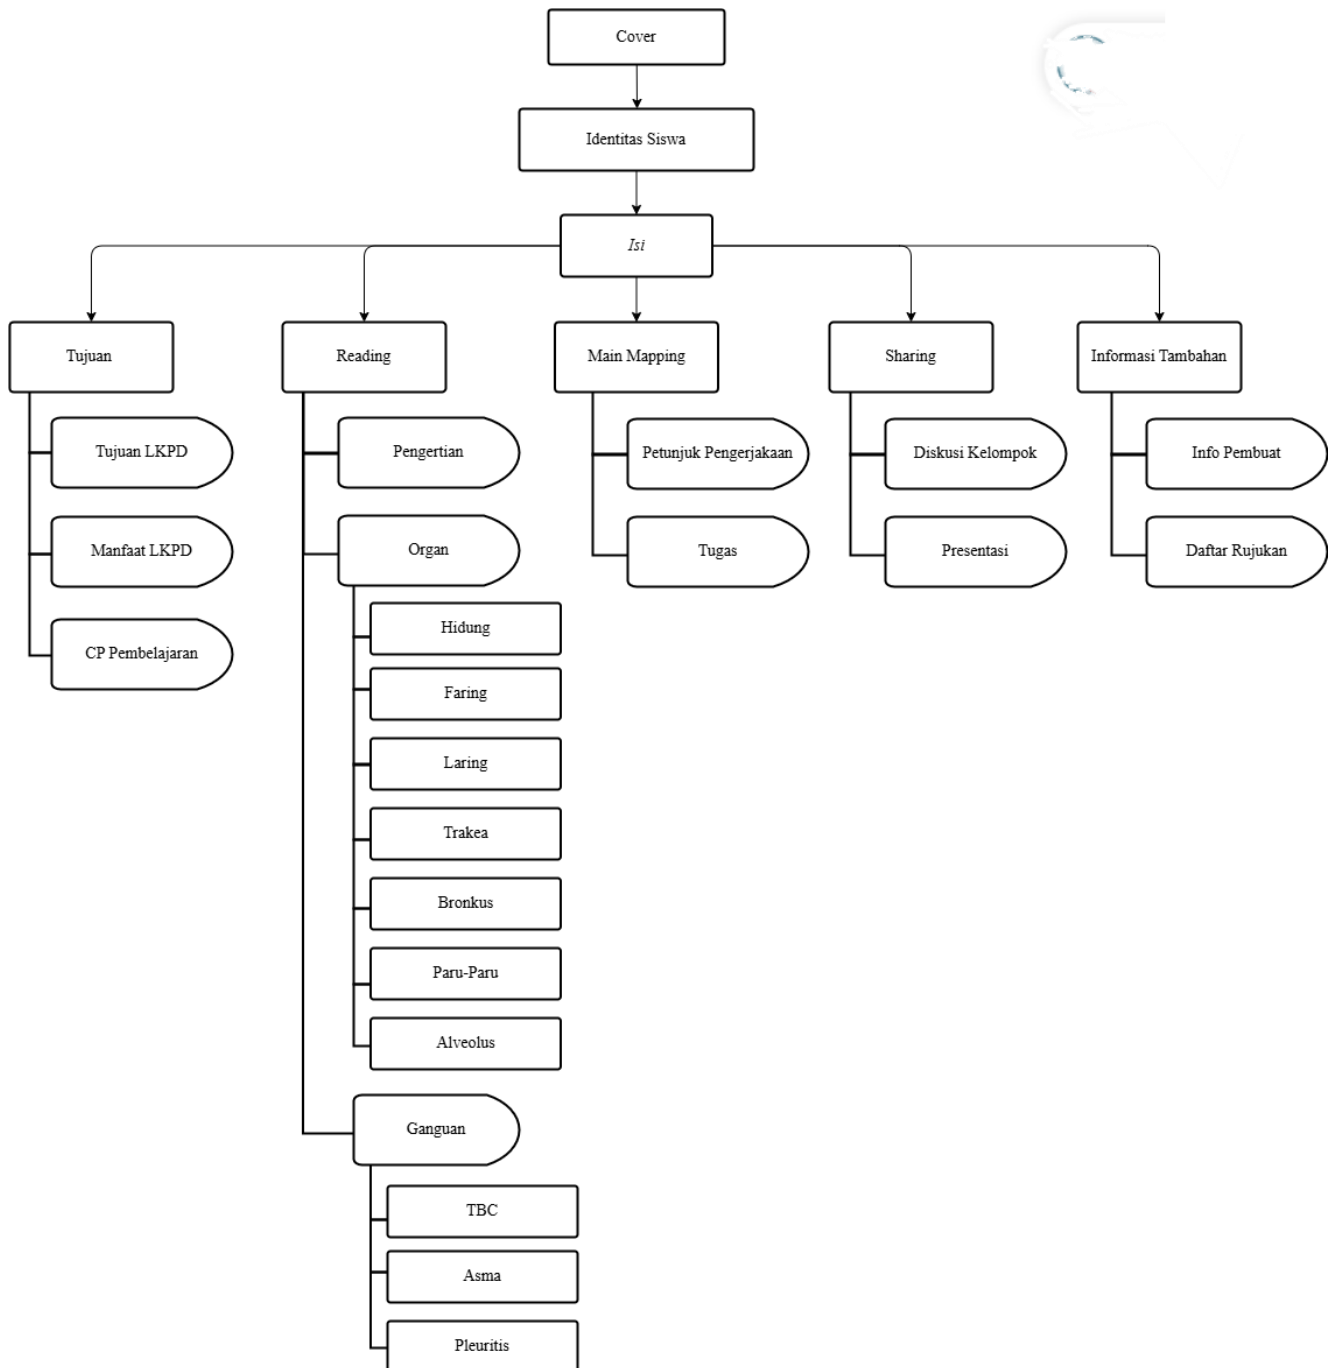 Cover
Identitas Siswa
Isi
Tujuan
Reading
Main Mapping
Sharing
Informasi Tambahan
Tujuan LKPD
Manfaat LKPD
CP Pembelajaran
Pengertian
Organ
Hidung
Faring
Laring
Trakea
Bronkus
Paru-Paru
Alveolus
Ganguan
TBC
Asma
Pleuritis
Petunjuk Pengerjakaan
Tugas
Diskusi Kelompok
Presentasi
Info Pembuat
Daftar Rujukan